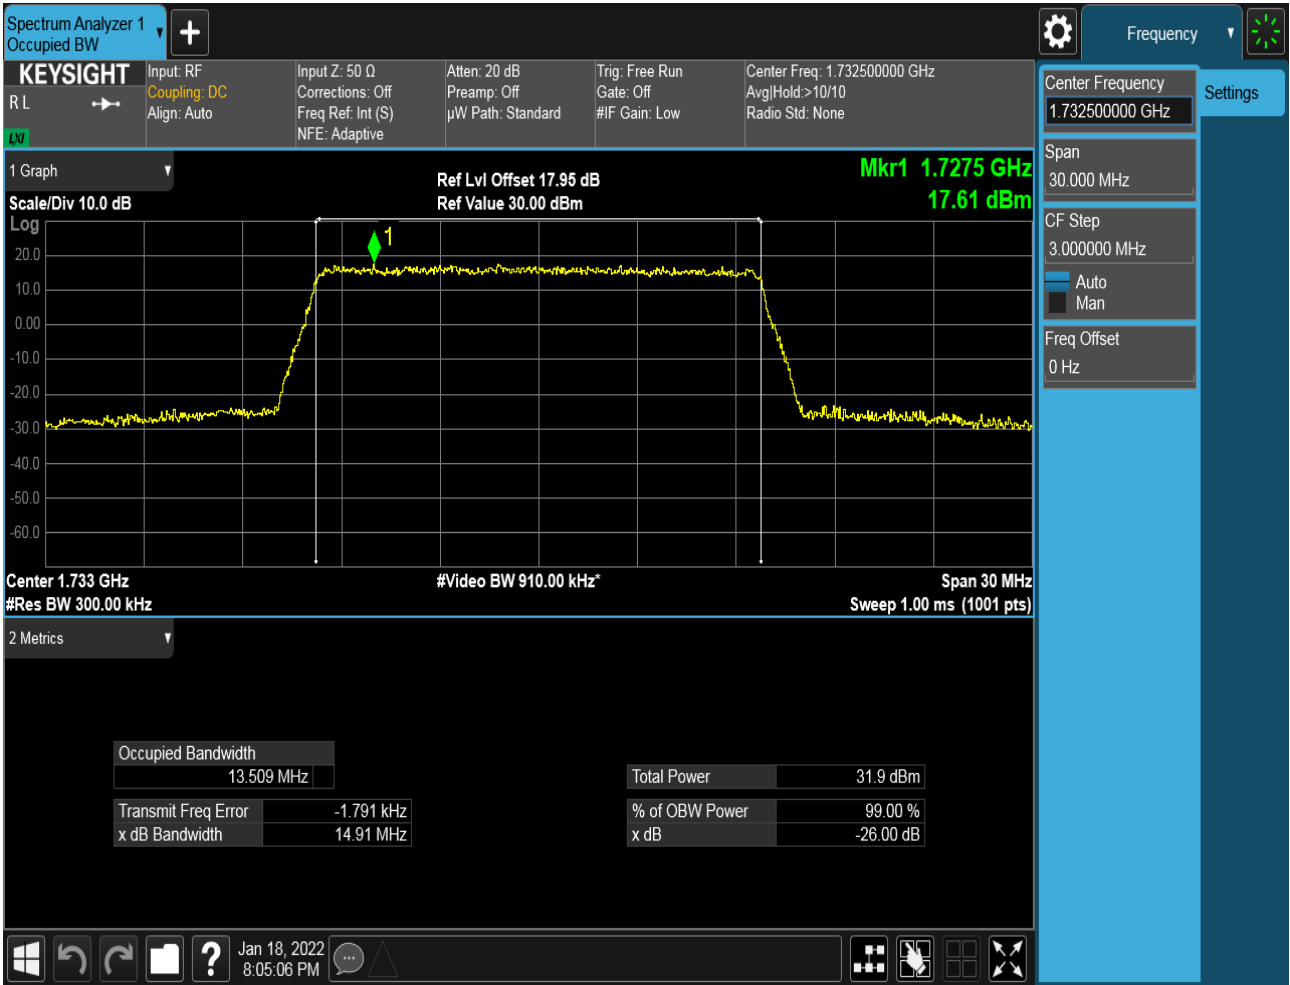 Spectrum Analyzer 1
Occupied BW
+
Frequency
KEYSIGHT
R L
LXI
Input: RF
Coupling: DC
Align: Auto
Input Z: 50 Ω
Corrections: Off
Freq Ref: Int (S)
NFE: Adaptive
Atten: 20 dB
Preamp: Off
µW Path: Standard
Trig: Free Run
Gate: Off
#IF Gain: Low
Center Freq: 1.732500000 GHz
Avg|Hold:>10/10
Radio Std: None
Center Frequency
1.732500000 GHz
Settings
Span
30.000 MHz
CF Step
3.000000 MHz
Auto
Man
Freq Offset
0 Hz
1 Graph
Scale/Div 10.0 dB
Ref Lvl Offset 17.95 dB
Ref Value 30.00 dBm
Mkr1 1.7275 GHz
17.61 dBm
Log
1
20.0
10.0
0.00
-10.0
-20.0
-30.0
-40.0
-50.0
-60.0
Center 1.733 GHz
#Res BW 300.00 kHz
#Video BW 910.00 kHz*
Span 30 MHz
Sweep 1.00 ms (1001 pts)
2 Metrics
Occupied Bandwidth
13.509 MHz
Total Power 31.9 dBm
Transmit Freq Error -1.791 kHz
% of OBW Power 99.00 %
x dB Bandwidth 14.91 MHz
x dB -26.00 dB
?
Jan 18, 2022
8:05:06 PM